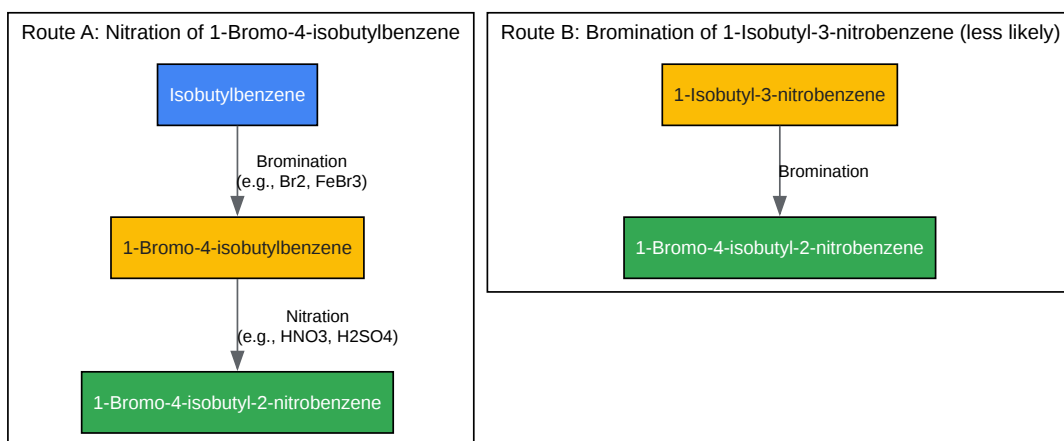 Route A: Nitration of 1-Bromo-4-isobutylbenzene
Isobutylbenzene
Bromination
(e.g., Br2, FeBr3)
1-Bromo-4-isobutylbenzene
Nitration
(e.g., HNO3, H2SO4)
1-Bromo-4-isobutyl-2-nitrobenzene
Route B: Bromination of 1-Isobutyl-3-nitrobenzene (less likely)
1-Isobutyl-3-nitrobenzene
Bromination
1-Bromo-4-isobutyl-2-nitrobenzene